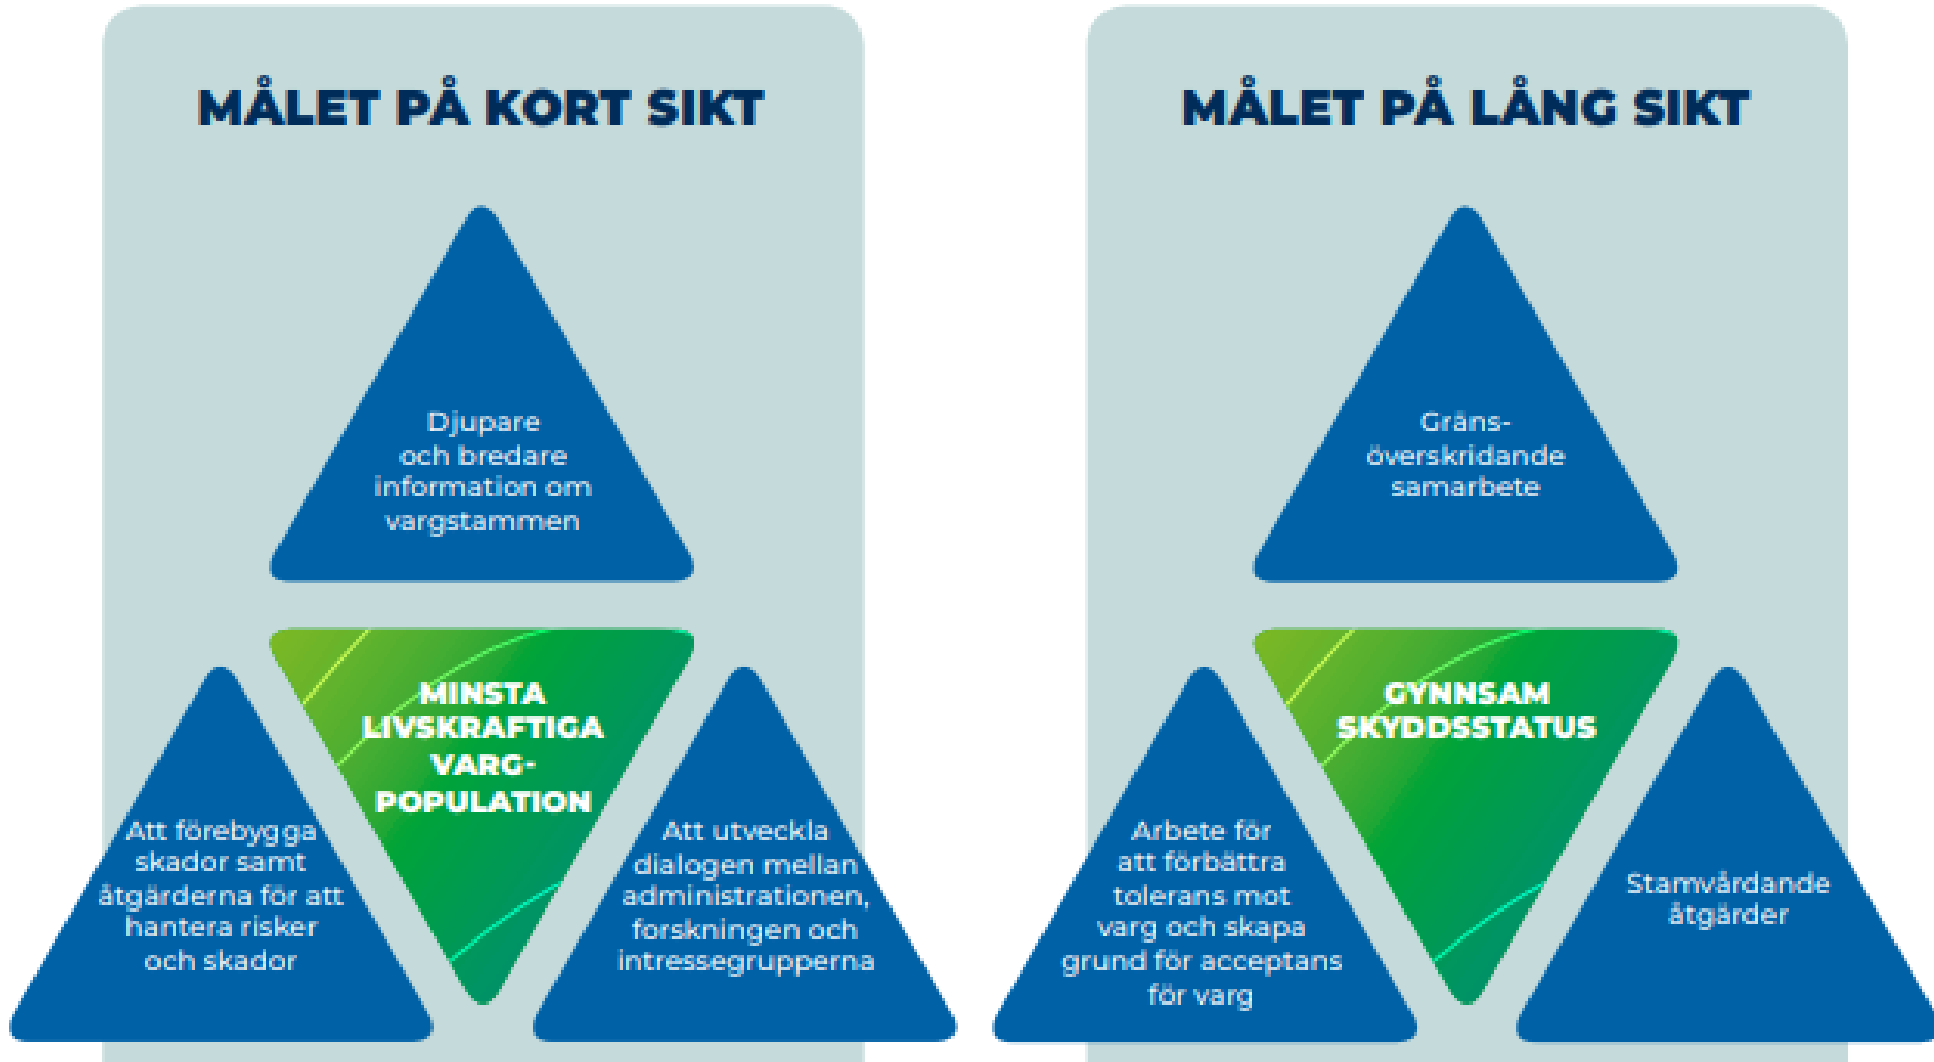 MÅLET PÅ KORT SIKT
Djupare
och bredare
information om
vargstammen
MINSTA
LIVSKRAFTIGA
VARG-
POPULATION
Att förebygga
skador samt
åtgärderna för att
hantera risker
och skador
Att utveckla
dialogen mellan
administrationen,
forskningen och
intressegrupperna
MÅLET PÅ LÅNG SIKT
Gräns-
överskridande
samarbete
GYNNSAM
SKYDDSSTATUS
Arbete för
att förbättra
tolerans mot
varg och skapa
grund för acceptans
för varg
Stamvårdande
åtgärder